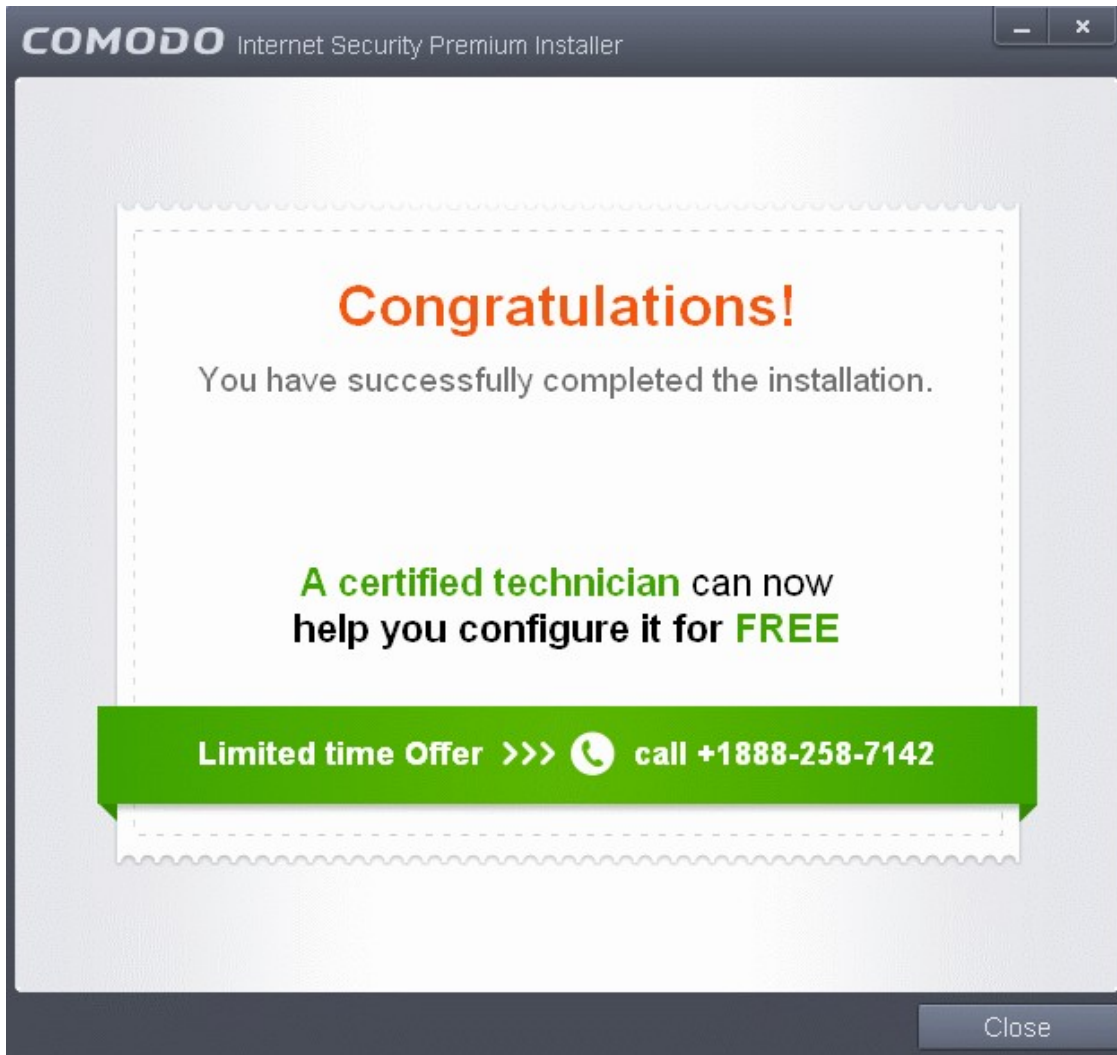 COMODO Internet Security Premium Installer
Congratulations!
You have successfully completed the installation.
A certified technician can now
help you configure it for FREE
Limited time Offer >>> call +1888-258-7142
Close